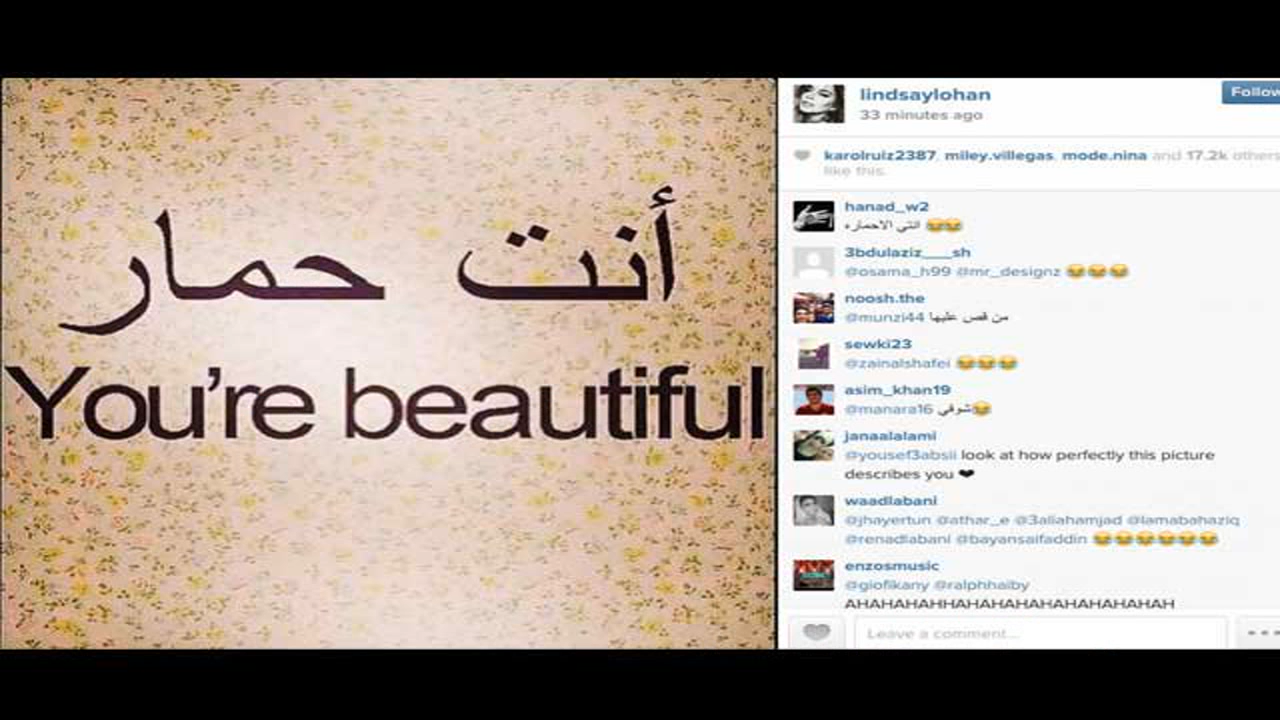 أنت حمار
You're beautiful
lindsaylohan
Follow
33 minutes ago
karolruiz2387, miley.villegas, mode.nina and 17.2k others
like this.
hanad_w2
انتي الاحماره 😂😂
3bdulaziz___sh
@osama_h99 @mr_designz 😂😂😂
noosh.the
@munzi44 من قص عليها
sewki23
@zainalshafei 😂😂😂
asim_khan19
@manara16 شوفي😂
janaalalami
@yousef3absii look at how perfectly this picture
describes you ❤
waadlabani
@jhayertun @athar_e @3aliahamjad @lamabahaziq
@renadlabani @bayansaifaddin 😂😂😂😂😂😂
enzosmusic
@giofikany @ralphhaiby
AHAHAHAHHAHAHAHAHAHAHAHAHAH
Leave a comment...